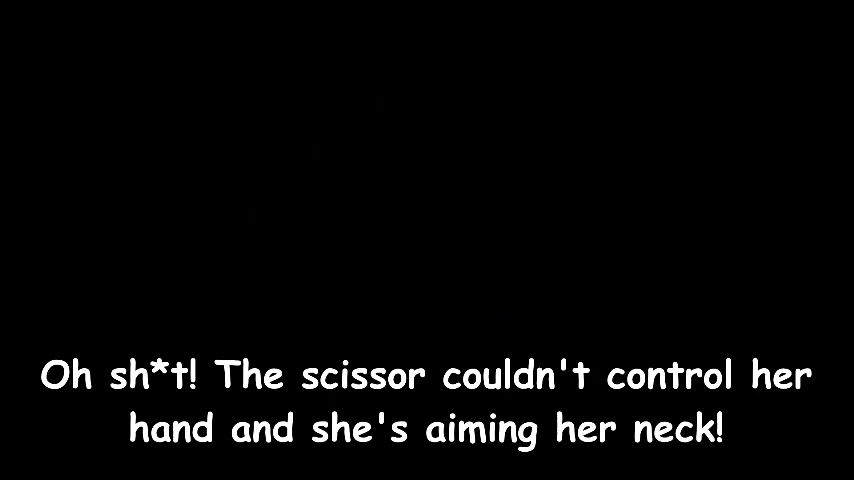 Oh sh*t! The scissor couldn't control her
hand and she's aiming her neck!